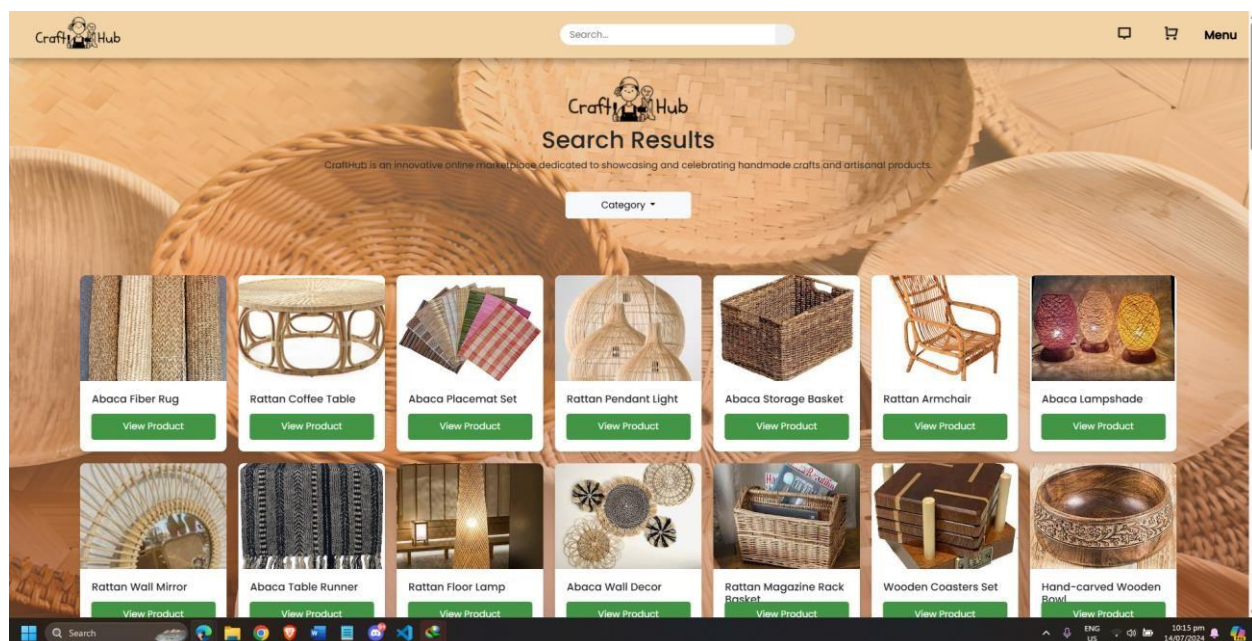 Craft Hub
Search...
Menu
Craft Hub
Search Results
CraftHub is an innovative online marketplace dedicated to showcasing and celebrating handmade crafts and artisanal products.
Category
Abaca Fiber Rug
Rattan Coffee Table
Abaca Placemat Set
Rattan Pendant Light
Abaca Storage Basket
Rattan Armchair
Abaca Lampshade
View Product
View Product
View Product
View Product
View Product
View Product
View Product
Rattan Wall Mirror
Abaca Table Runner
Rattan Floor Lamp
Abaca Wall Decor
Rattan Magazine Rack
Basket
Wooden Coasters Set
Hand-carved Wooden
Bowl
View Product
View Product
View Product
View Product
View Product
View Product
View Product
Search
ENG
US
10:15 pm
14/07/2024